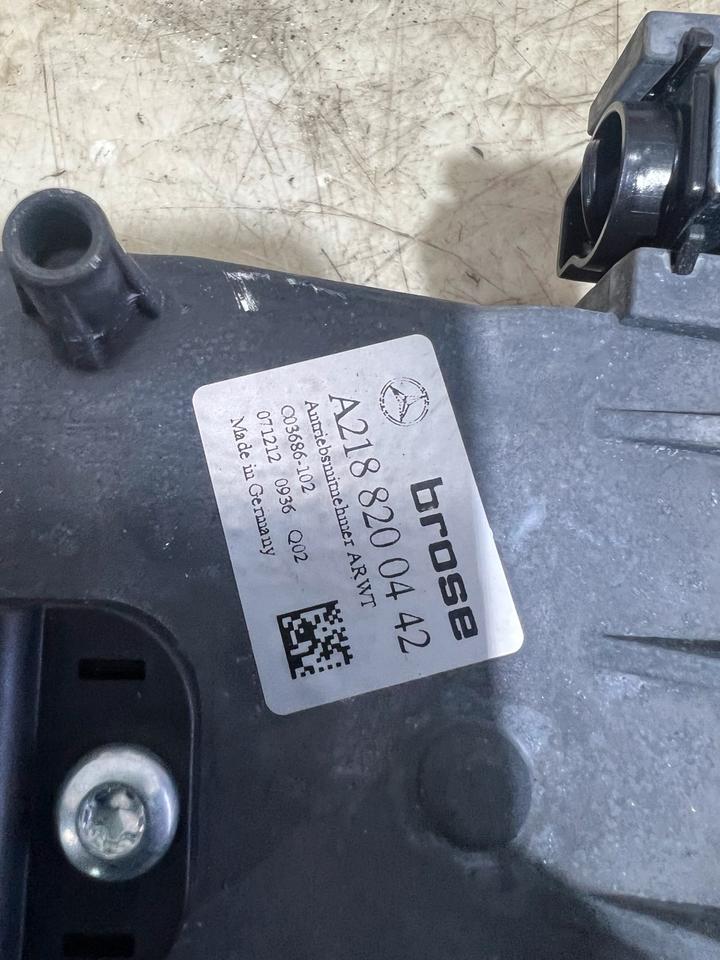 brose
A218 820 04 42
Antriebsmitnehmer ARWT
C03686-102
071212 0936 Q02
Made in Germany